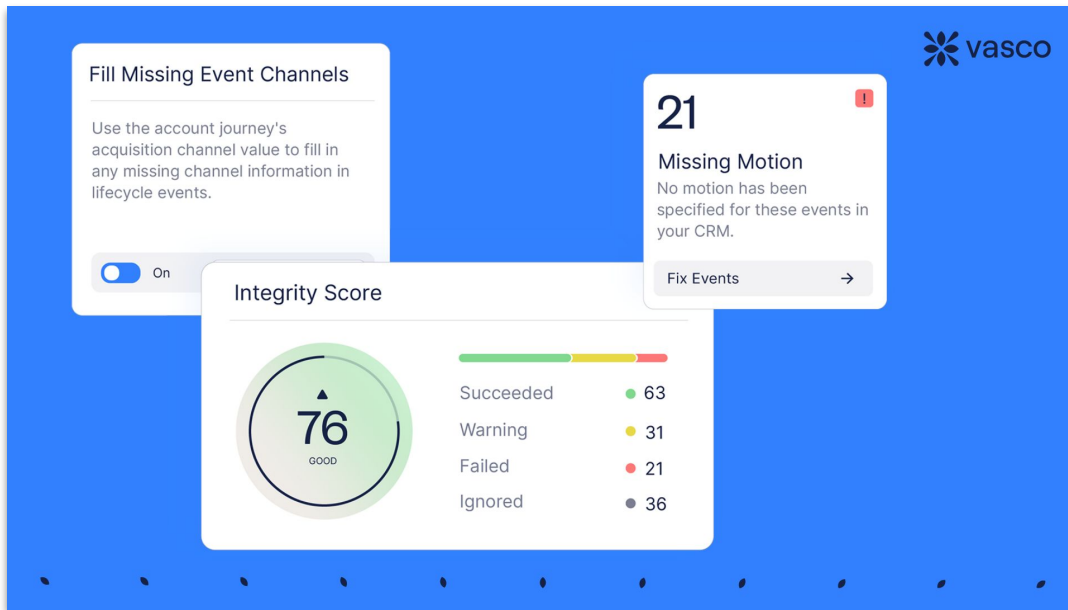 vasco
Fill Missing Event Channels
Use the account journey's
acquisition channel value to fill in
any missing channel information in
lifecycle events.
On
21
!
Missing Motion
No motion has been
specified for these events in
your CRM.
Fix Events →
Integrity Score
76
GOOD
Succeeded 63
Warning 31
Failed 21
Ignored 36